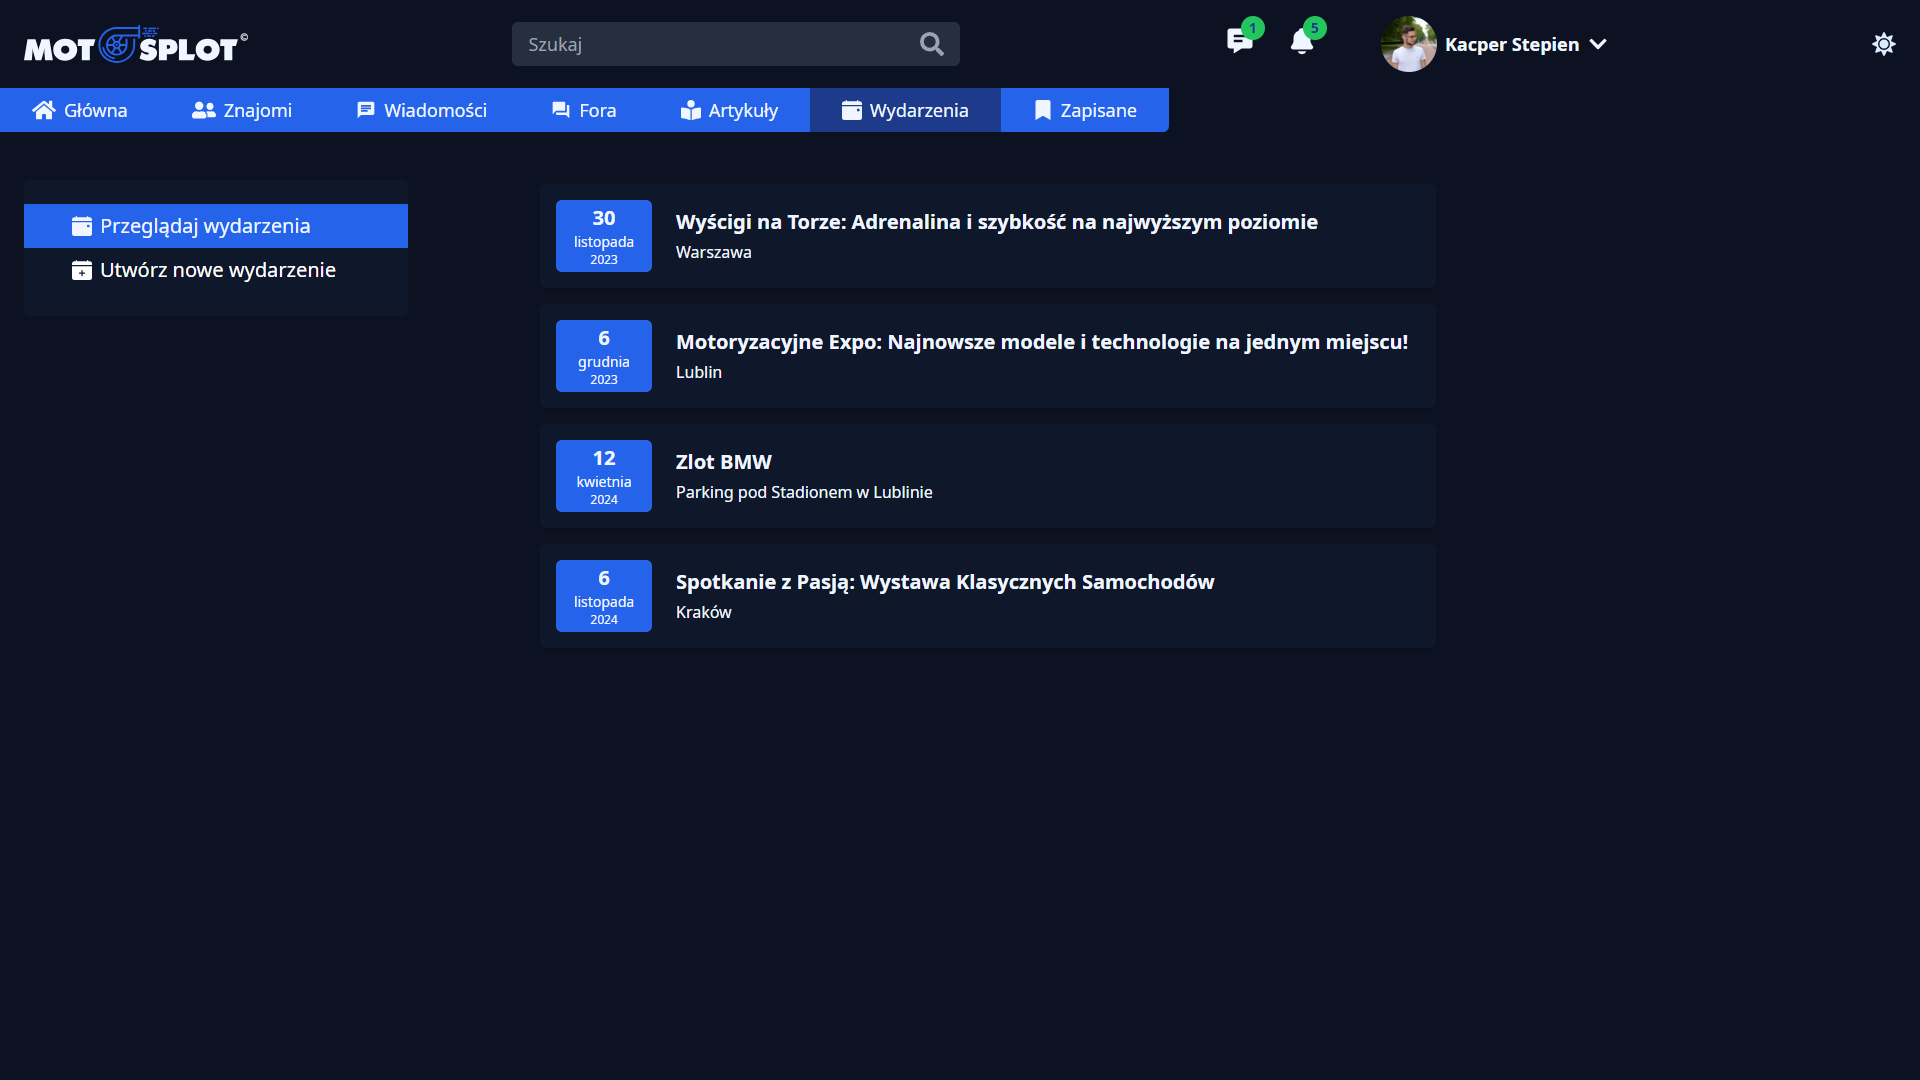 MOTOSPLOT©
Szukaj
1
5
Kacper Stepien
Główna
Znajomi
Wiadomości
Fora
Artykuły
Wydarzenia
Zapisane
Przeglądaj wydarzenia
Utwórz nowe wydarzenie
30
listopada
2023
Wyścigi na Torze: Adrenalina i szybkość na najwyższym poziomie
Warszawa
6
grudnia
2023
Motoryzacyjne Expo: Najnowsze modele i technologie na jednym miejscu!
Lublin
12
kwietnia
2024
Zlot BMW
Parking pod Stadionem w Lublinie
6
listopada
2024
Spotkanie z Pasją: Wystawa Klasycznych Samochodów
Kraków